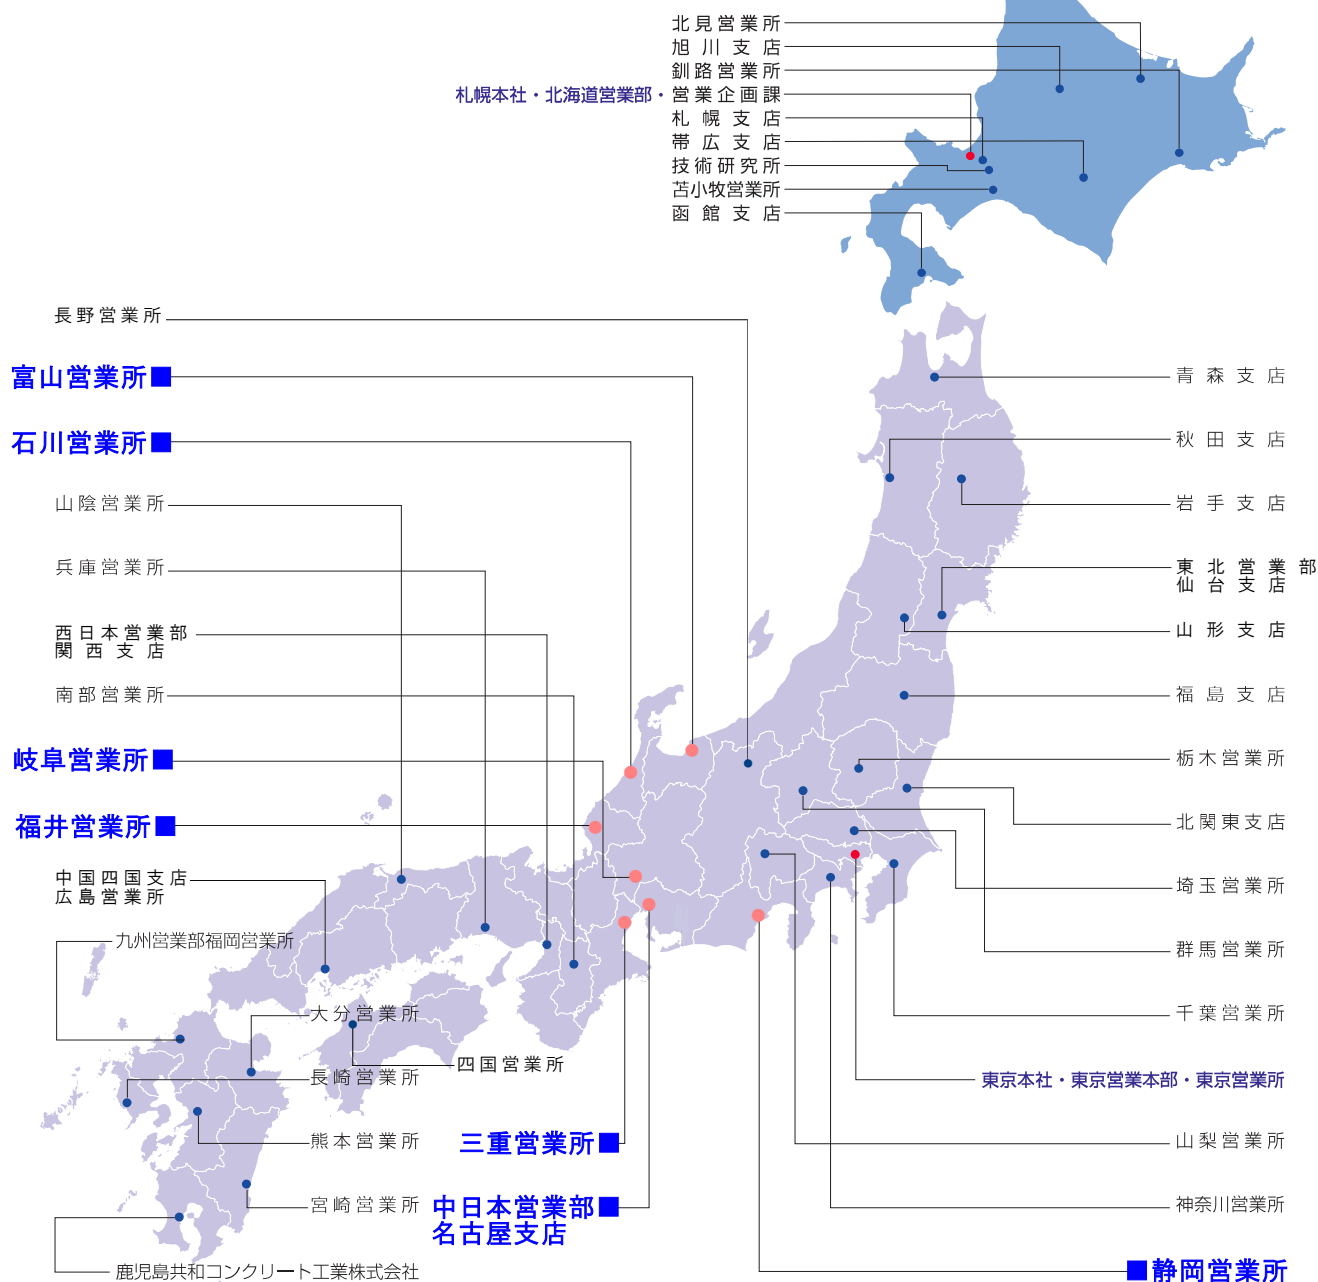 北見営業所
旭川支店
釧路営業所
札幌本社・北海道営業部・営業企画課
札幌支店
帯広支店
技術研究所
苫小牧営業所
函館支店
長野営業所
富山営業所■
石川営業所■
山陰営業所
兵庫営業所
西日本営業部
関西支店
南部営業所
岐阜営業所■
福井営業所■
中国四国支店
広島営業所
九州営業部福岡営業所
大分営業所
四国営業所
長崎営業所
熊本営業所
三重営業所■
宮崎営業所
中日本営業部■
名古屋支店
鹿児島共和コンクリート工業株式会社
青森支店
秋田支店
岩手支店
東北営業部
仙台支店
山形支店
福島支店
栃木営業所
北関東支店
埼玉営業所
群馬営業所
千葉営業所
東京本社・東京営業本部・東京営業所
山梨営業所
神奈川営業所
■静岡営業所